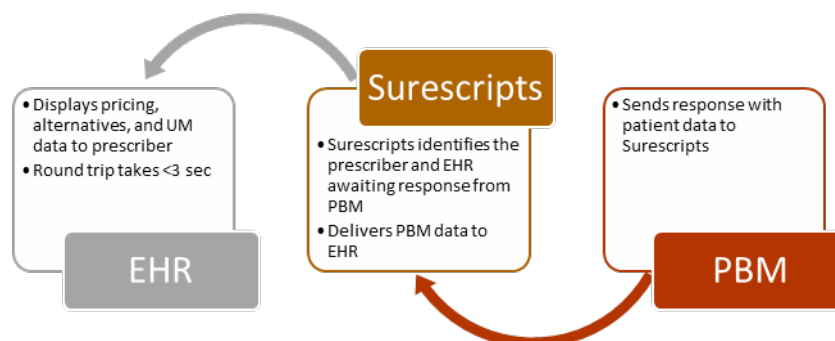 • Displays pricing,
alternatives, and UM
data to prescriber
• Round trip takes <3 sec
EHR
Surescripts
• Surescripts identifies the
prescriber and EHR
awaiting response from
PBM
• Delivers PBM data to
EHR
• Sends response with
patient data to
Surescripts
PBM